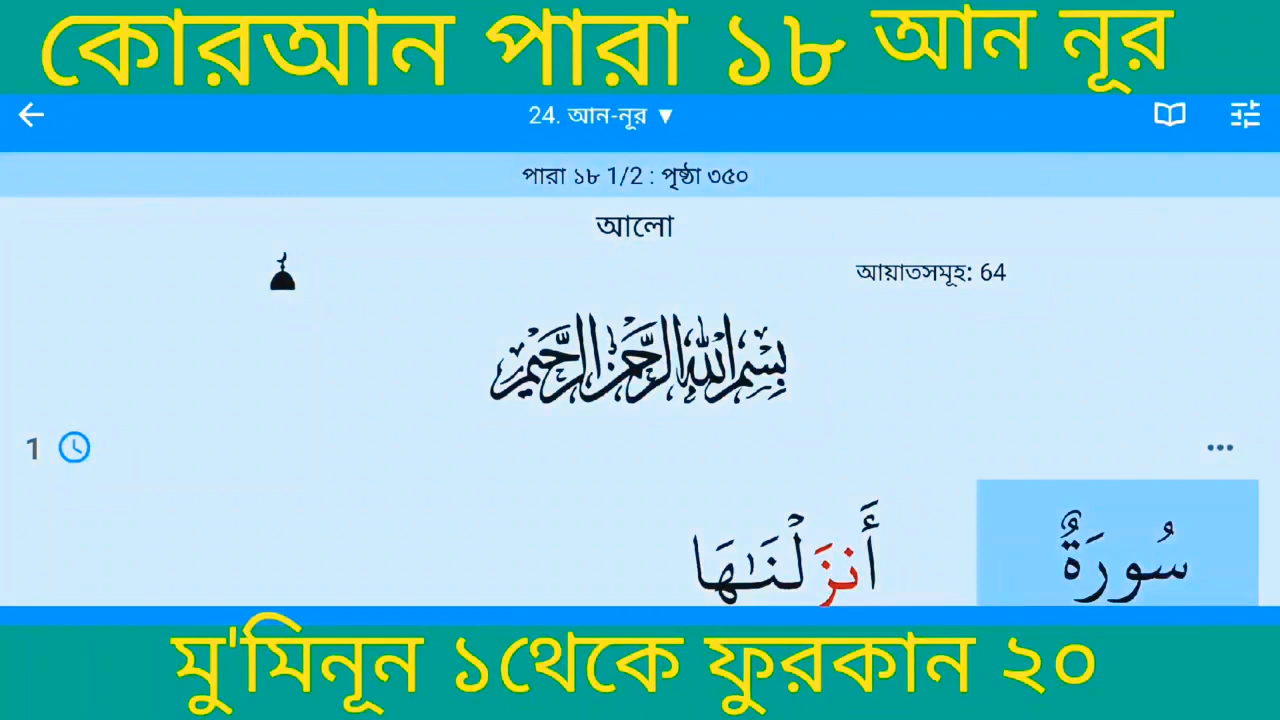 কোরআন পারা ১৮ আন নূর
24. আন-নূর ▼
পারা ১৮ 1/2 : পৃষ্ঠা ৩৫০
আলো
আয়াতসমূহ: 64
بِسْمِ اللَّهِ الرَّحْمَٰنِ الرَّحِيمِ
1
سُورَةٌ أَنزَلْنَـٰهَا
মু'মিনূন ১থেকে ফুরকান ২০